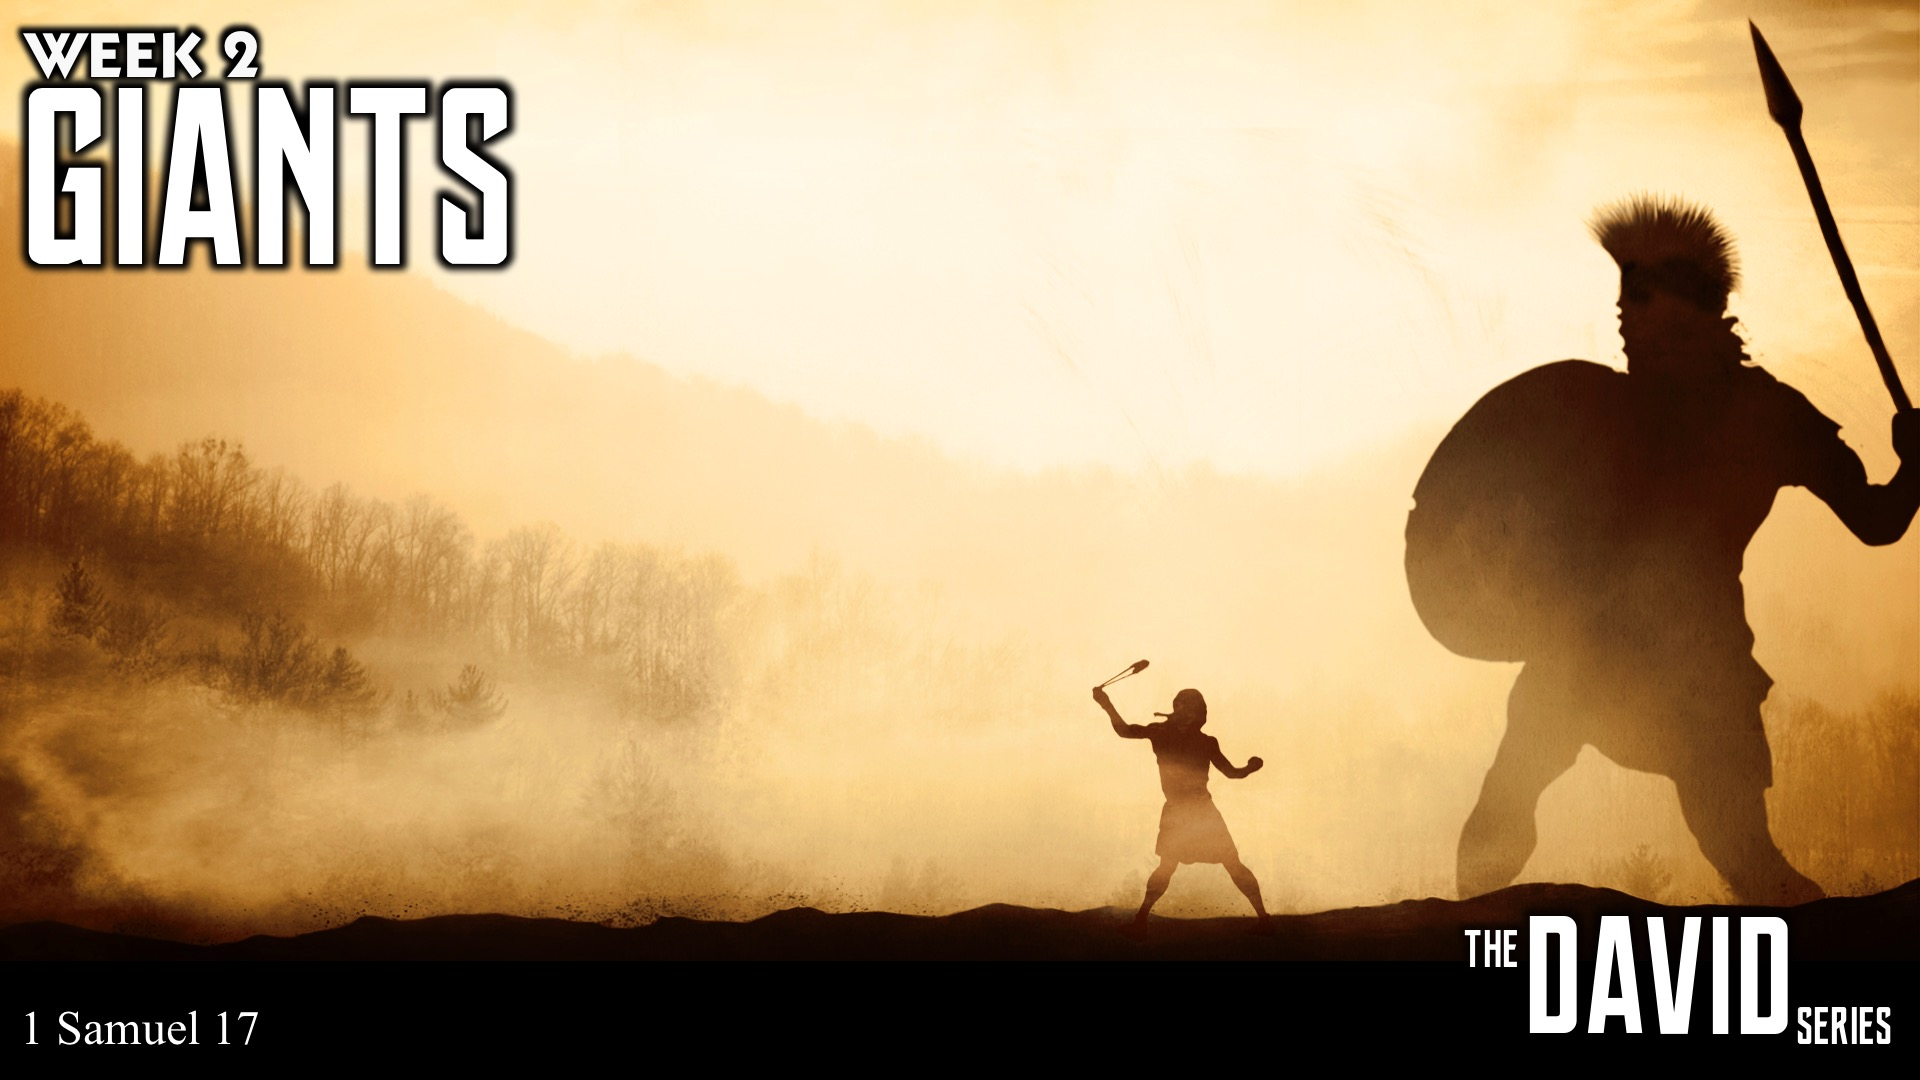 WEEK 2
GIANTS
THE DAVID SERIES
1 Samuel 17